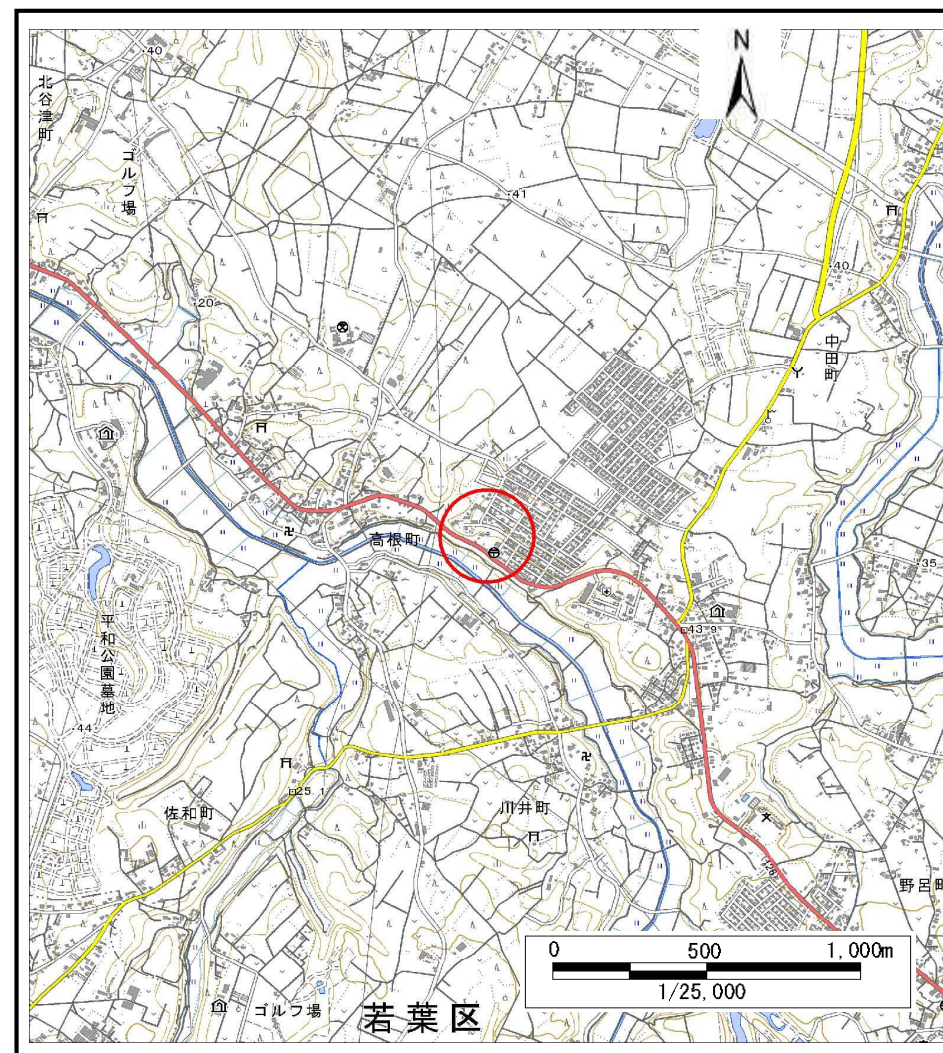 N
・40
北谷津町
ゴルフ場
・41
・40
・20
中田町
高根町
・35
43.9
平和公園墓地
・44
25.1
佐和町
川井町
126
野呂町
0 500 1,000m
1/25,000
ゴルフ場
若葉区